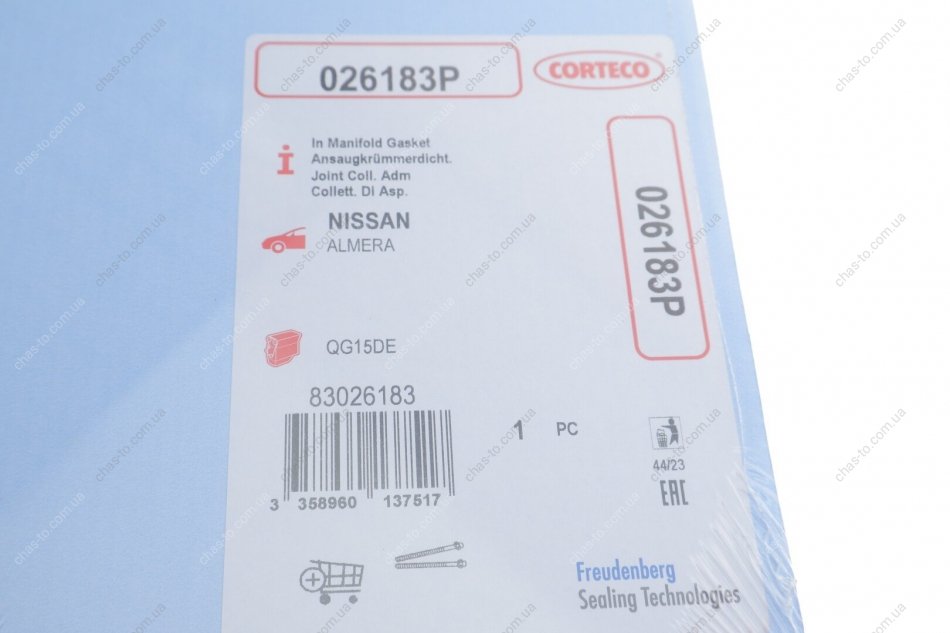 026183P
CORTECO
In Manifold Gasket
Ansaugkrümmerdicht.
Joint Coll. Adm
Collett. Di Asp.
026183P
NISSAN
ALMERA
QG15DE
83026183
3 358960 137517
1 PC
44/23
EAC
Freudenberg
Sealing Technologies
chas-to.com.ua